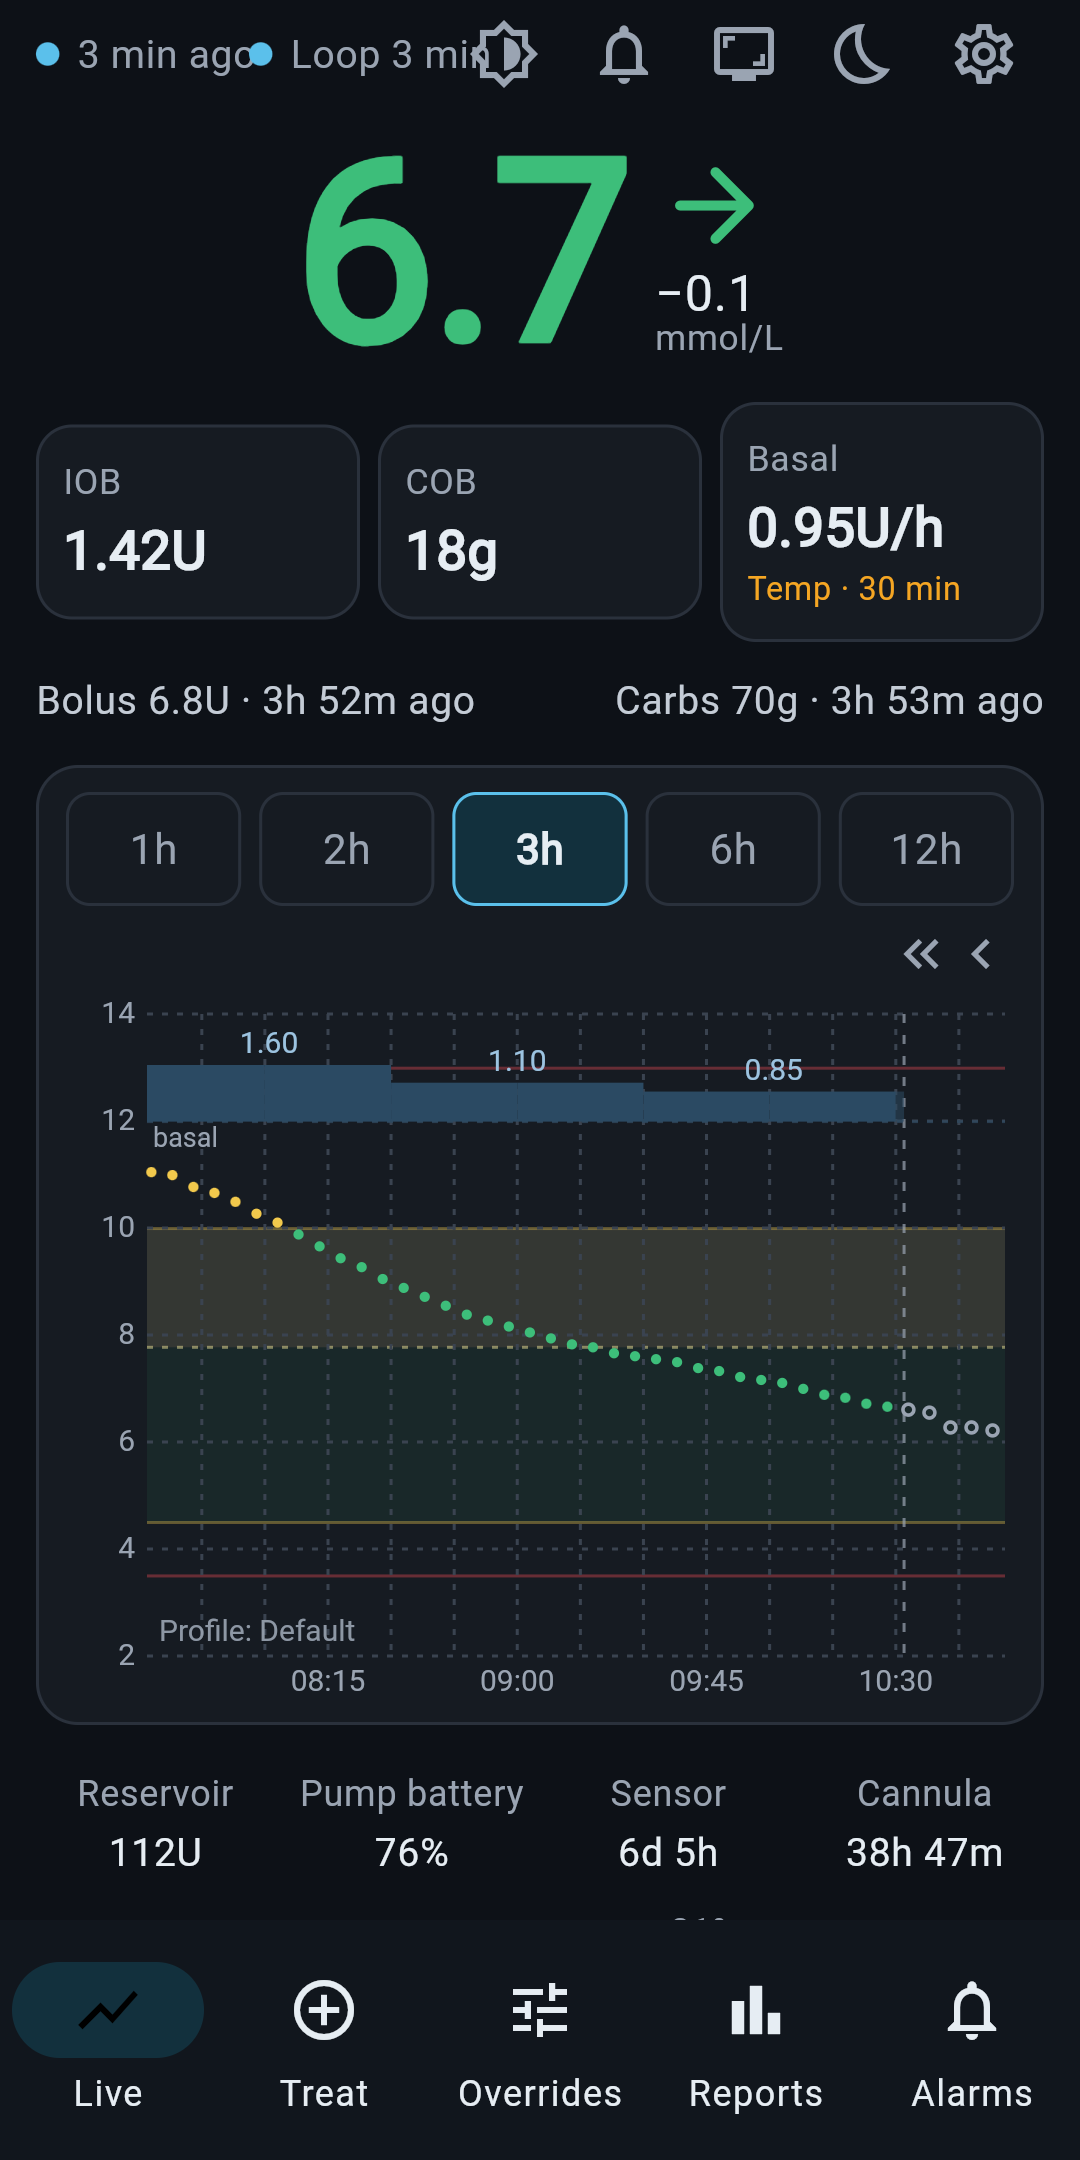 3 min ago Loop 3 min
6.7
−0.1
mmol/L
IOB
1.42U
COB
18g
Basal
0.95U/h
Temp · 30 min
Bolus 6.8U · 3h 52m ago
Carbs 70g · 3h 53m ago
1h 2h 3h 6h 12h
14
1.60
1.10
0.85
12
basal
10
8
6
4
Profile: Default
2
08:15 09:00 09:45 10:30
Reservoir Pump battery Sensor Cannula
112U 76% 6d 5h 38h 47m
Live Treat Overrides Reports Alarms